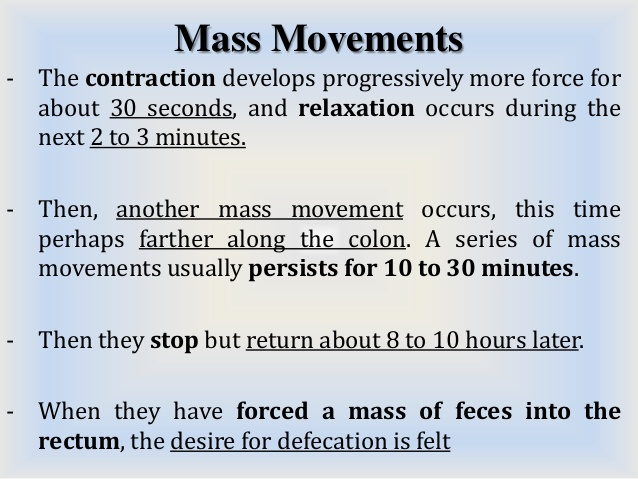 Mass Movements
- The contraction develops progressively more force for
about 30 seconds, and relaxation occurs during the
next 2 to 3 minutes.
- Then, another mass movement occurs, this time
perhaps farther along the colon. A series of mass
movements usually persists for 10 to 30 minutes.
- Then they stop but return about 8 to 10 hours later.
- When they have forced a mass of feces into the
rectum, the desire for defecation is felt